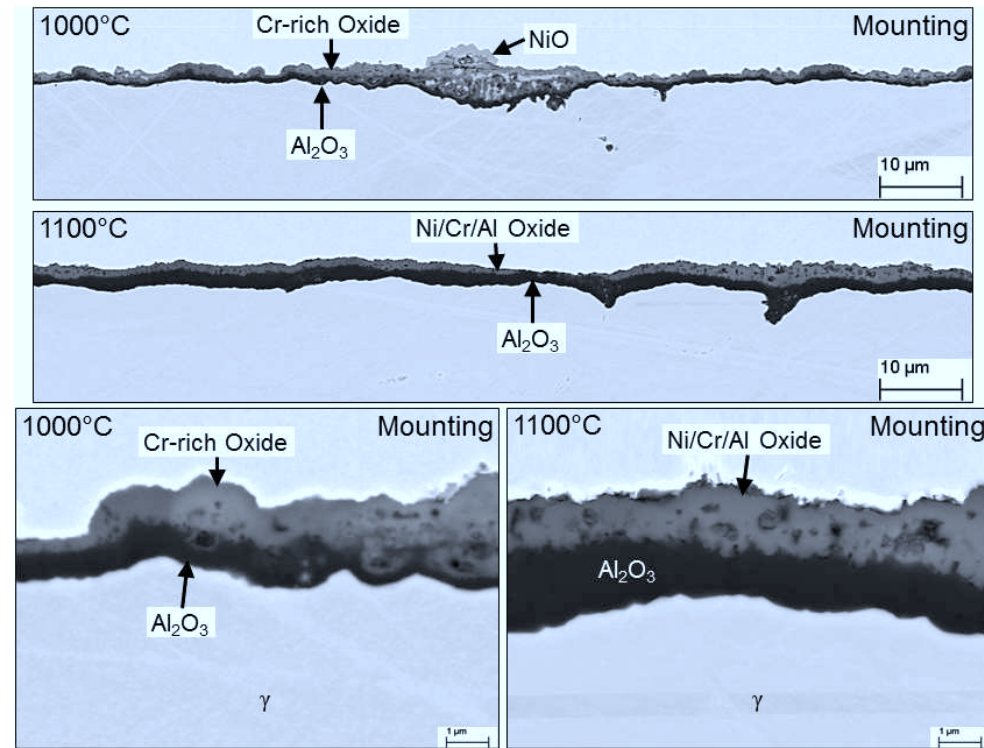 1000°C
Cr-rich Oxide
NiO
Mounting
Al₂O₃
10 µm
1100°C
Ni/Cr/Al Oxide
Mounting
Al₂O₃
10 µm
1000°C
Mounting
Cr-rich Oxide
Al₂O₃
γ
1 µm
1100°C
Mounting
Ni/Cr/Al Oxide
Al₂O₃
γ
1 µm